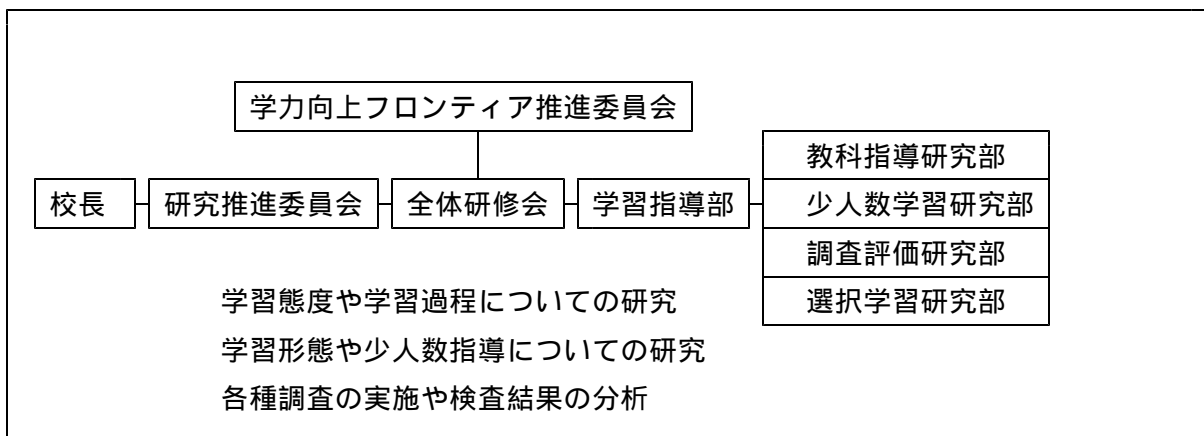 学力向上フロンティア推進委員会
校長
研究推進委員会
全体研修会
学習指導部
教科指導研究部
少人数学習研究部
調査評価研究部
選択学習研究部
学習態度や学習過程についての研究
学習形態や少人数指導についての研究
各種調査の実施や検査結果の分析